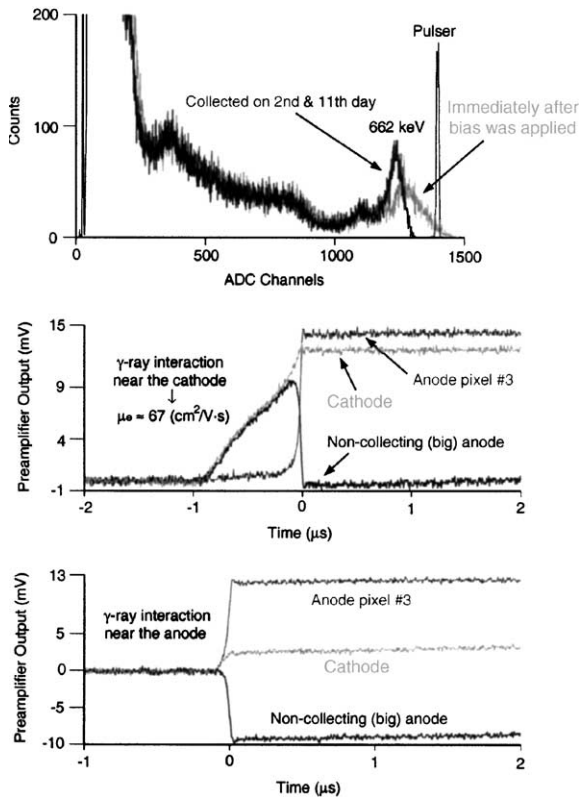 200
100
0
Counts
Pulser
Collected on 2nd & 11th day
662 keV
Immediately after
bias was applied
0
500
1000
1500
ADC Channels
15
9
4
-1
Preamplifier Output (mV)
γ-ray interaction
near the cathode
↓
μe = 67 (cm²/V·s)
Anode pixel #3
Cathode
Non-collecting (big) anode
-2
-1
0
1
2
Time (μs)
13
5
0
-5
-10
Preamplifier Output (mV)
γ-ray interaction
near the anode
Anode pixel #3
Cathode
Non-collecting (big) anode
-1
0
1
2
Time (μs)